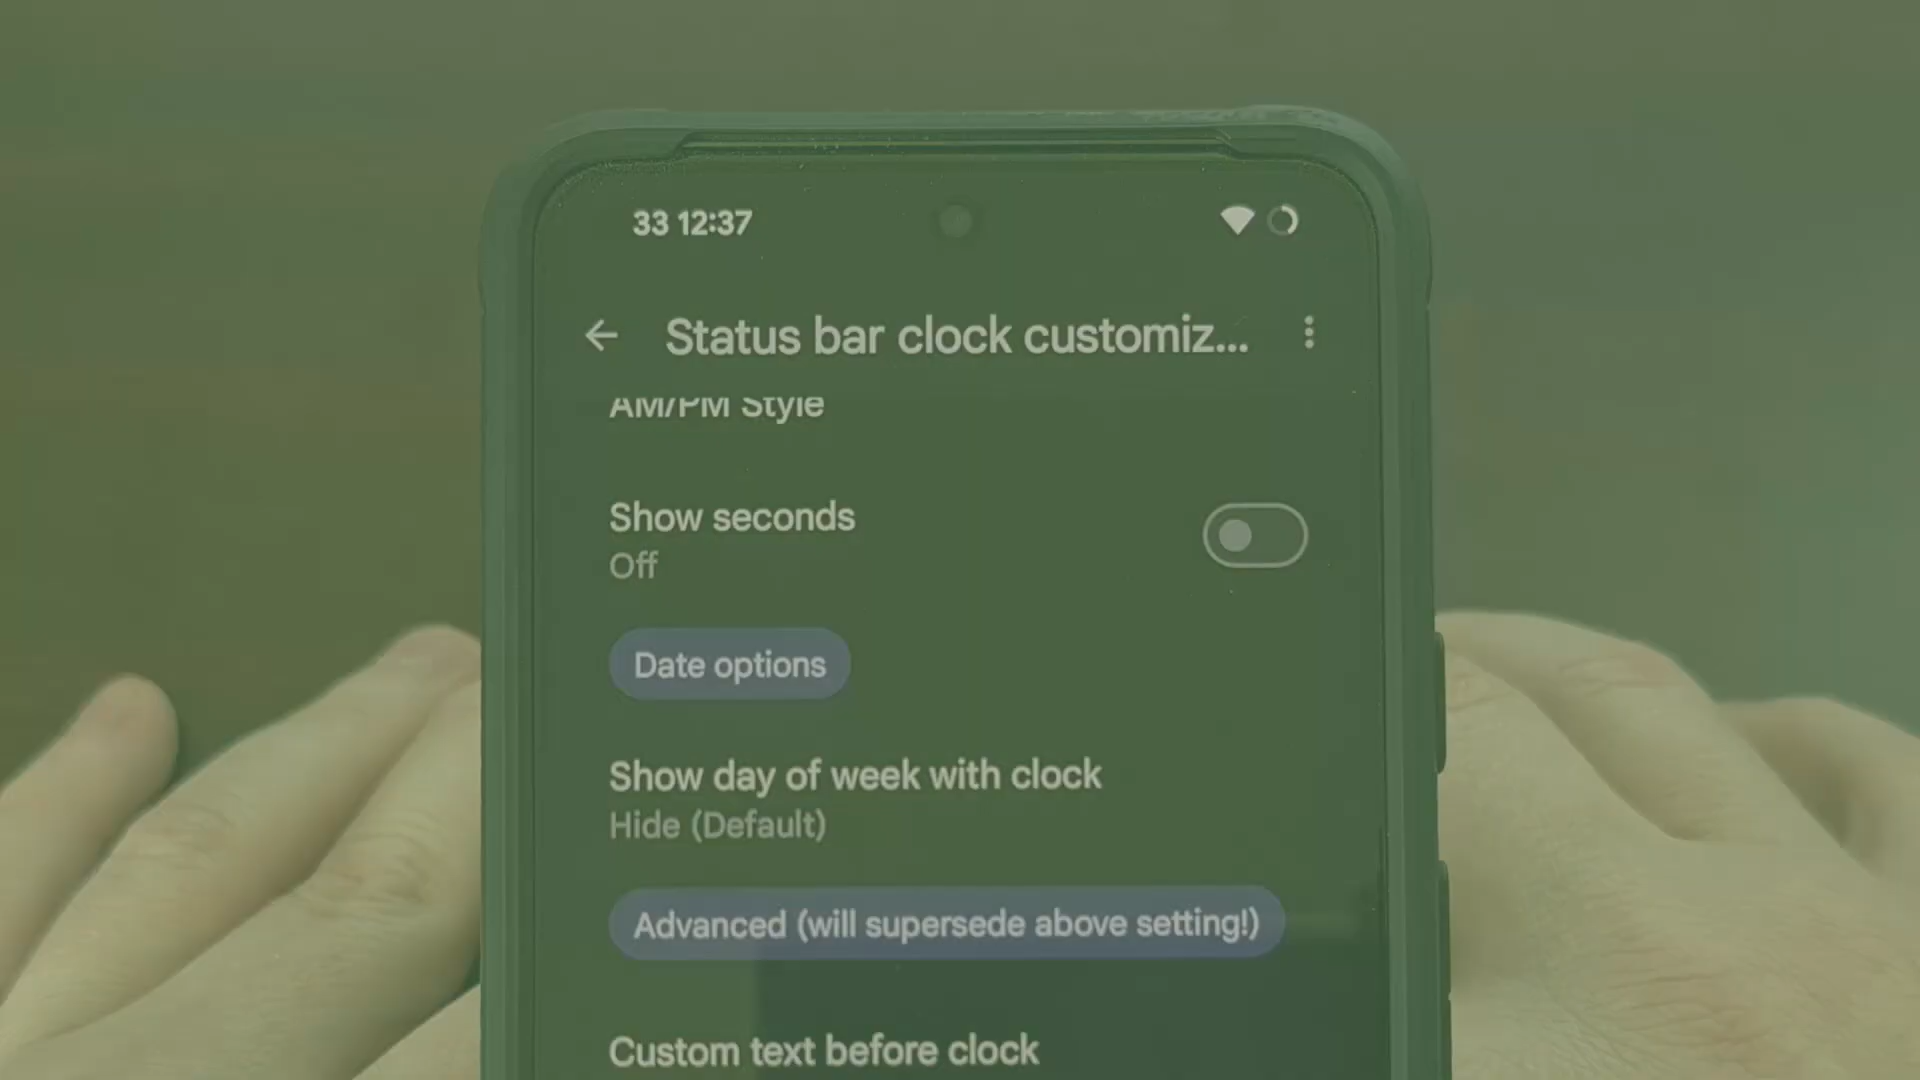 33 12:37
Status bar clock customiz...
AM/PM Style
Show seconds
Off
Date options
Show day of week with clock
Hide (Default)
Advanced (will supersede above setting!)
Custom text before clock